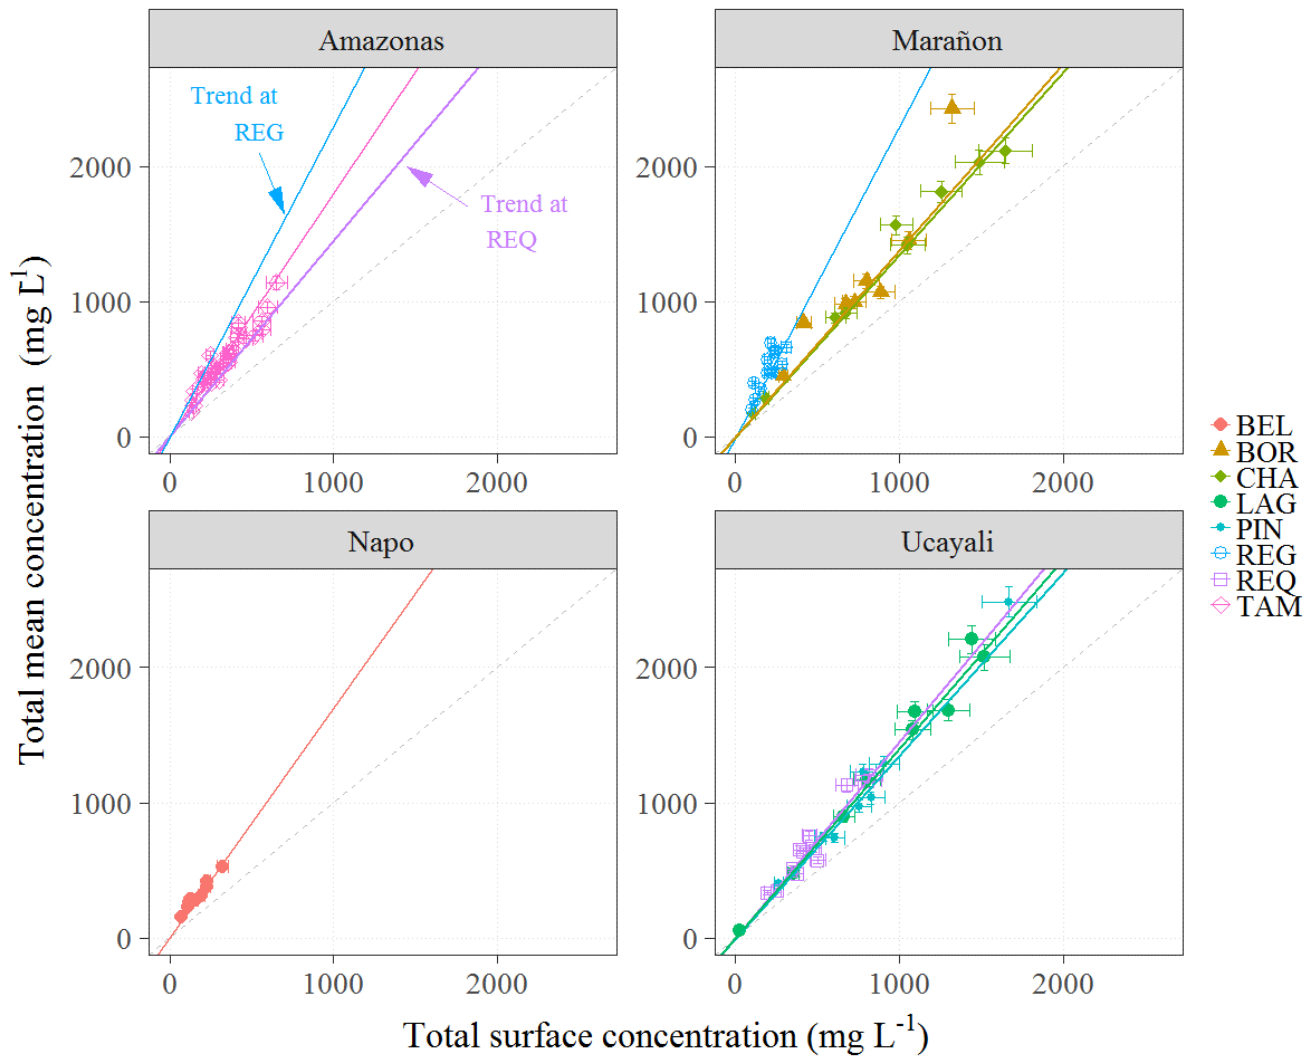 Amazonas
Marañon
Trend at
REG
Trend at
REQ
2000
1000
0
0
1000
2000
2000
1000
0
0
1000
2000
Napo
Ucayali
2000
1000
0
0
1000
2000
2000
1000
0
0
1000
2000
Total mean concentration (mg L¹)
Total surface concentration (mg L⁻¹)
BEL
BOR
CHA
LAG
PIN
REG
REQ
TAM